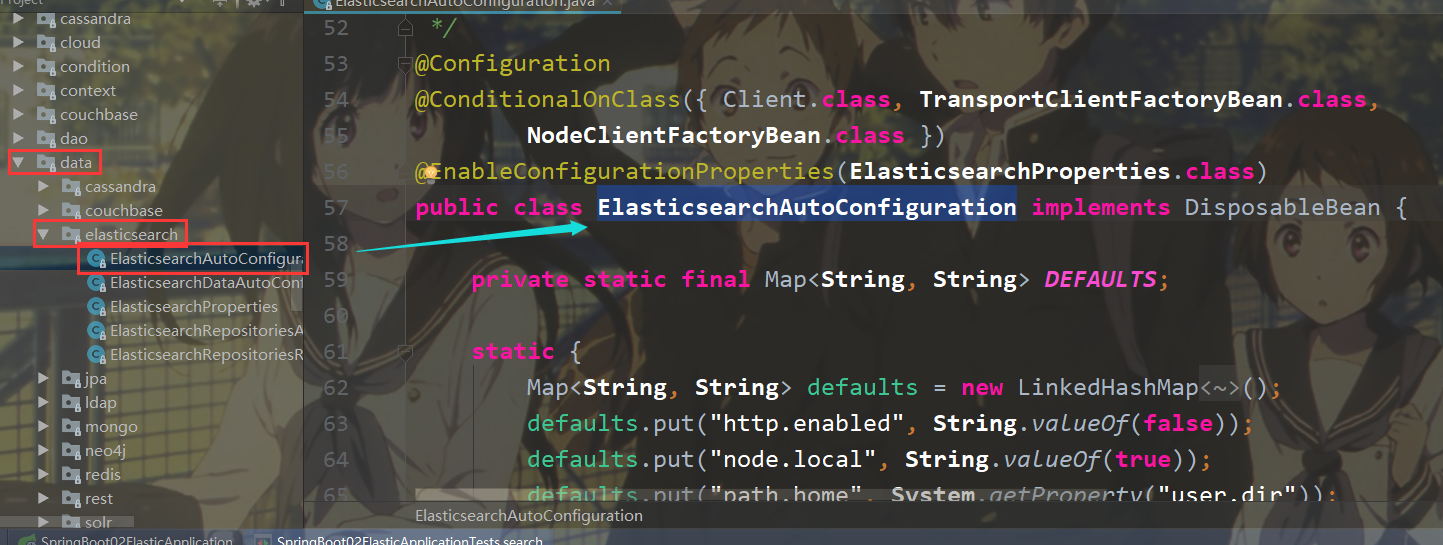 Project
cassandra
cloud
condition
context
couchbase
dao
data
cassandra
couchbase
elasticsearch
ElasticsearchAutoConfigura
ElasticsearchDataAutoConf
ElasticsearchProperties
ElasticsearchRepositoriesA
ElasticsearchRepositoriesR
jpa
ldap
mongo
neo4j
redis
rest
solr
ElasticsearchAutoConfiguration.java
52 */
53 @Configuration
54 @ConditionalOnClass({ Client.class, TransportClientFactoryBean.class,
55 NodeClientFactoryBean.class })
56 @EnableConfigurationProperties(ElasticsearchProperties.class)
57 public class ElasticsearchAutoConfiguration implements DisposableBean {
58
59 private static final Map<String, String> DEFAULTS;
60
61 static {
62 Map<String, String> defaults = new LinkedHashMap<~>();
63 defaults.put("http.enabled", String.valueOf(false));
64 defaults.put("node.local", String.valueOf(true));
65 defaults.put("path.home", System.getProperty("user.dir"));
ElasticsearchAutoConfiguration
SpringBoot02ElasticApplication
SpringBoot02ElasticApplicationTests.search